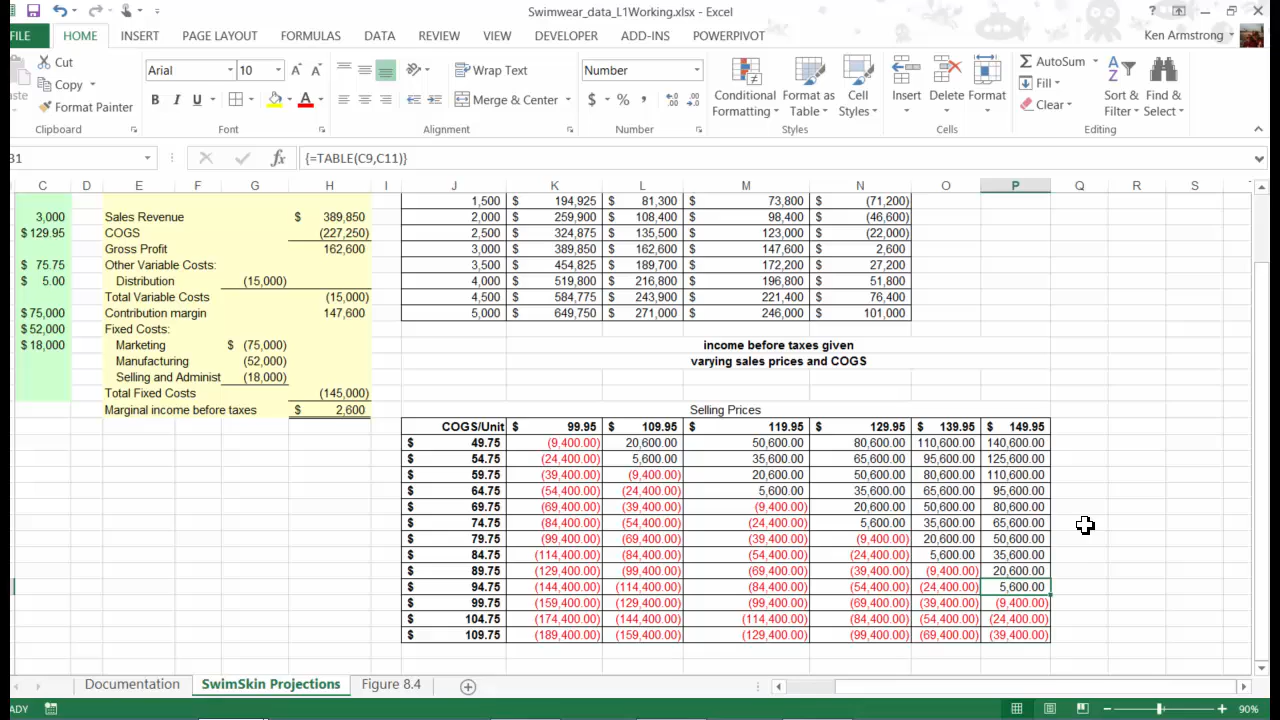 Swimwear_data_L1Working.xlsx - Excel
FILE HOME INSERT PAGE LAYOUT FORMULAS DATA REVIEW VIEW DEVELOPER ADD-INS POWERPIVOT Ken Armstrong
Cut Arial 10 Wrap Text Number AutoSum
Copy Fill
Format Painter Merge & Center $ % Conditional Formatting Format as Table Cell Styles Insert Delete Format Clear Sort & Filter Find & Select
Clipboard Font Alignment Number Styles Cells Editing
{=TABLE(C9,C11)}
C D E F G H I J K L M N O P Q R S
1,500 $ 194,925 $ 81,300 $ 73,800 $ (71,200)
3,000 Sales Revenue $ 389,850 2,000 $ 259,900 $ 108,400 $ 98,400 $ (46,600)
$ 129.95 COGS (227,250) 2,500 $ 324,875 $ 135,500 $ 123,000 $ (22,000)
Gross Profit 162,600 3,000 $ 389,850 $ 162,600 $ 147,600 $ 2,600
$ 75.75 Other Variable Costs: 3,500 $ 454,825 $ 189,700 $ 172,200 $ 27,200
$ 5.00 Distribution (15,000) 4,000 $ 519,800 $ 216,800 $ 196,800 $ 51,800
Total Variable Costs (15,000) 4,500 $ 584,775 $ 243,900 $ 221,400 $ 76,400
$75,000 Contribution margin 147,600 5,000 $ 649,750 $ 271,000 $ 246,000 $ 101,000
$52,000 Fixed Costs:
$18,000 Marketing $ (75,000) income before taxes given
Manufacturing (52,000) varying sales prices and COGS
Selling and Administ (18,000)
Total Fixed Costs (145,000)
Marginal income before taxes $ 2,600 Selling Prices
COGS/Unit $ 99.95 $ 109.95 $ 119.95 $ 129.95 $ 139.95 $ 149.95
$ 49.75 (9,400.00) 20,600.00 50,600.00 80,600.00 110,600.00 140,600.00
$ 54.75 (24,400.00) 5,600.00 35,600.00 65,600.00 95,600.00 125,600.00
$ 59.75 (39,400.00) (9,400.00) 20,600.00 50,600.00 80,600.00 110,600.00
$ 64.75 (54,400.00) (24,400.00) 5,600.00 35,600.00 65,600.00 95,600.00
$ 69.75 (69,400.00) (39,400.00) (9,400.00) 20,600.00 50,600.00 80,600.00
$ 74.75 (84,400.00) (54,400.00) (24,400.00) 5,600.00 35,600.00 65,600.00
$ 79.75 (99,400.00) (69,400.00) (39,400.00) (9,400.00) 20,600.00 50,600.00
$ 84.75 (114,400.00) (84,400.00) (54,400.00) (24,400.00) 5,600.00 35,600.00
$ 89.75 (129,400.00) (99,400.00) (69,400.00) (39,400.00) (9,400.00) 20,600.00
$ 94.75 (144,400.00) (114,400.00) (84,400.00) (54,400.00) (24,400.00) 5,600.00
$ 99.75 (159,400.00) (129,400.00) (99,400.00) (69,400.00) (39,400.00) (9,400.00)
$ 104.75 (174,400.00) (144,400.00) (114,400.00) (84,400.00) (54,400.00) (24,400.00)
$ 109.75 (189,400.00) (159,400.00) (129,400.00) (99,400.00) (69,400.00) (39,400.00)
Documentation SwimSkin Projections Figure 8.4
90%